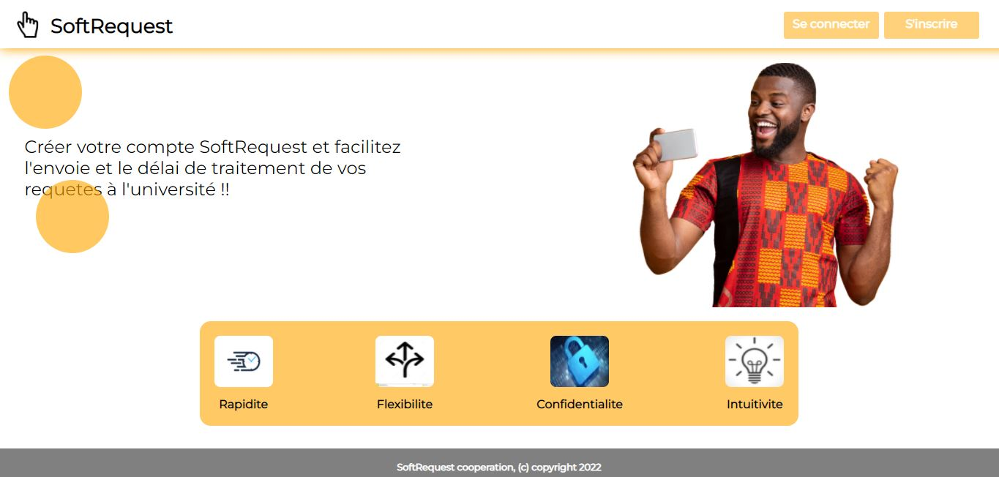 SoftRequest
Se connecter
S'inscrire
Créer votre compte SoftRequest et facilitez
l'envoie et le délai de traitement de vos
requetes à l'université !!
Rapidite
Flexibilite
Confidentialite
Intuitivite
SoftRequest cooperation, (c) copyright 2022